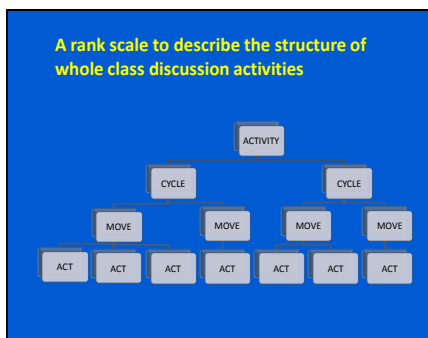 A rank scale to describe the structure of
whole class discussion activities
ACTIVITY
CYCLE CYCLE
MOVE MOVE MOVE MOVE
ACT ACT ACT ACT ACT ACT ACT